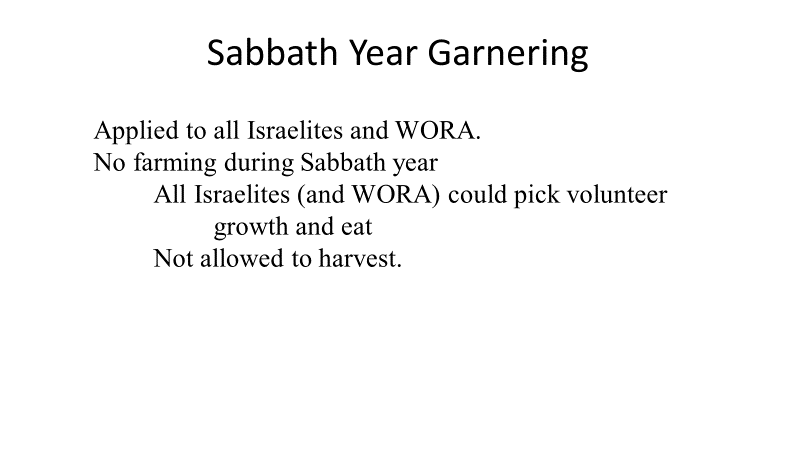 Sabbath Year Garnering
Applied to all Israelites and WORA.
No farming during Sabbath year
All Israelites (and WORA) could pick volunteer
growth and eat
Not allowed to harvest.